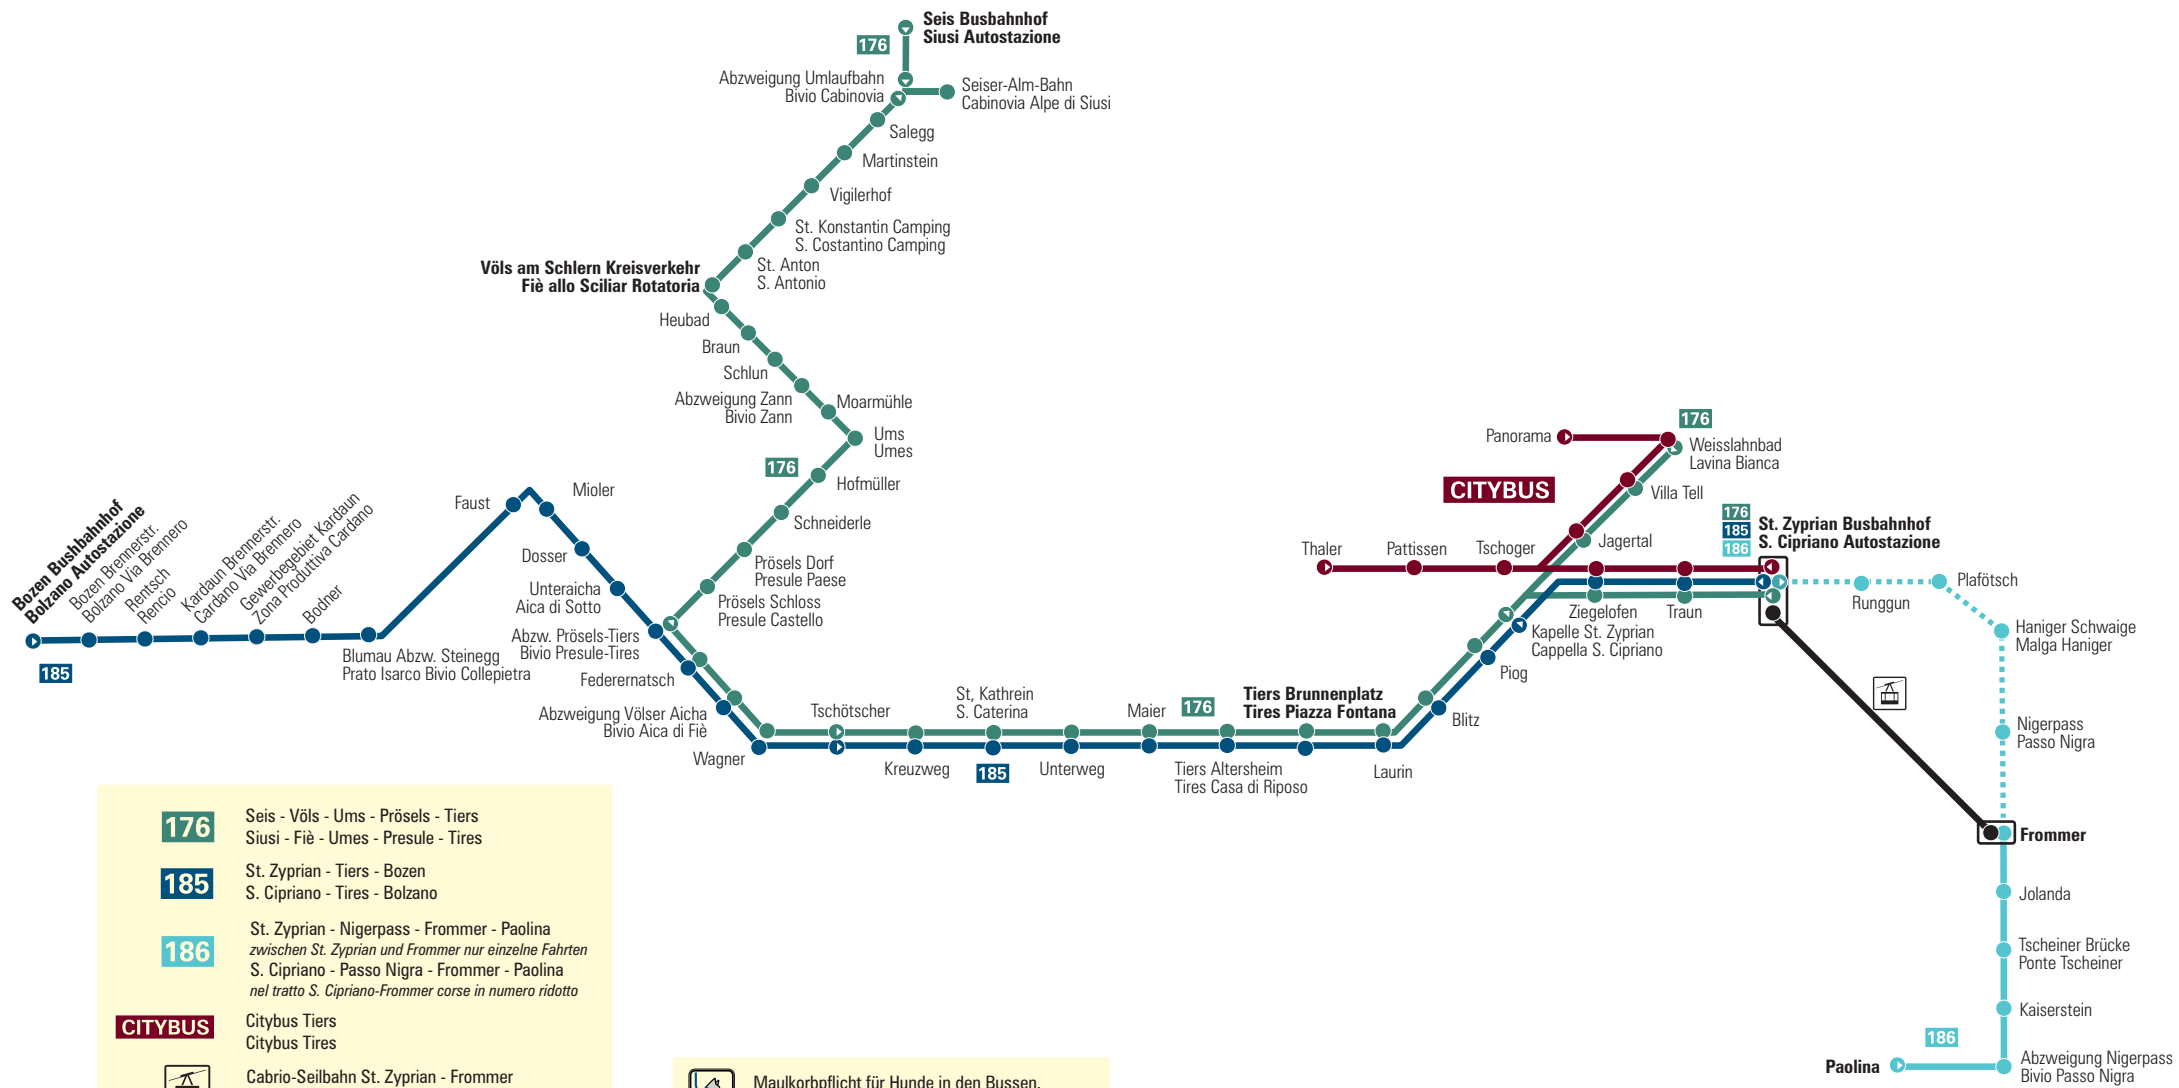 Seis Busbahnhof
Siusi Autostazione
176
Abzweigung Umlaufbahn
Bivio Cabinovia
Seiser-Alm-Bahn
Cabinovia Alpe di Siusi
Salegg
Martinstein
Vigilerhof
St. Konstantin Camping
S. Costantino Camping
St. Anton
S. Antonio
Völs am Schlern Kreisverkehr
Fiè allo Sciliar Rotatoria
Heubad
Braun
Schlun
Abzweigung Zann
Bivio Zann
Moarmühle
Ums
Umes
176
Hofmüller
Schneiderle
Prösels Dorf
Presule Paese
Prösels Schloss
Presule Castello
Bozen Bushbahnhof
Bolzano Autostazione
Bozen Brennerstr.
Bolzano Via Brennero
Rentsch
Rencio
Kardaun Brennerstr.
Cardano Via Brennero
Gewerbegebiet Kardaun
Zona Produttiva Cardano
Bodner
185
Blumau Abzw. Steinegg
Prato Isarco Bivio Collepietra
Faust
Mioler
Dosser
Unteraicha
Aica di Sotto
Abzw. Prösels-Tiers
Bivio Presule-Tires
Federernatsch
Abzweigung Völser Aicha
Bivio Aica di Fiè
Wagner
Tschötscher
Kreuzweg
St, Kathrein
S. Caterina
185
Unterweg
Maier
176
Tiers Altersheim
Tires Casa di Riposo
Tiers Brunnenplatz
Tires Piazza Fontana
Laurin
Blitz
Piog
Kapelle St. Zyprian
Cappella S. Cipriano
Ziegelofen
Traun
Thaler
Pattissen
Tschoger
CITYBUS
Panorama
176
Weisslahnbad
Lavina Bianca
Villa Tell
Jagertal
176
185
186
St. Zyprian Busbahnhof
S. Cipriano Autostazione
Runggun
Plafötsch
Haniger Schwaige
Malga Haniger
Nigerpass
Passo Nigra
Frommer
Jolanda
Tscheiner Brücke
Ponte Tscheiner
Kaiserstein
186
Paolina
Abzweigung Nigerpass
Bivio Passo Nigra
176
Seis - Völs - Ums - Prösels - Tiers
Siusi - Fiè - Umes - Presule - Tires
185
St. Zyprian - Tiers - Bozen
S. Cipriano - Tires - Bolzano
186
St. Zyprian - Nigerpass - Frommer - Paolina
zwischen St. Zyprian und Frommer nur einzelne Fahrten
S. Cipriano - Passo Nigra - Frommer - Paolina
nel tratto S. Cipriano-Frommer corse in numero ridotto
CITYBUS
Citybus Tiers
Citybus Tires
Cabrio-Seilbahn St. Zyprian - Frommer
Maulkorbpflicht für Hunde in den Bussen.